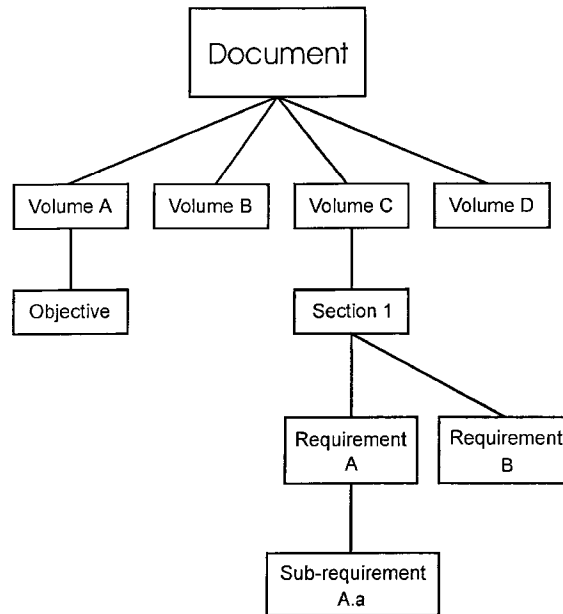 Document
Volume A
Volume B
Volume C
Volume D
Objective
Section 1
Requirement
A
Requirement
B
Sub-requirement
A.a